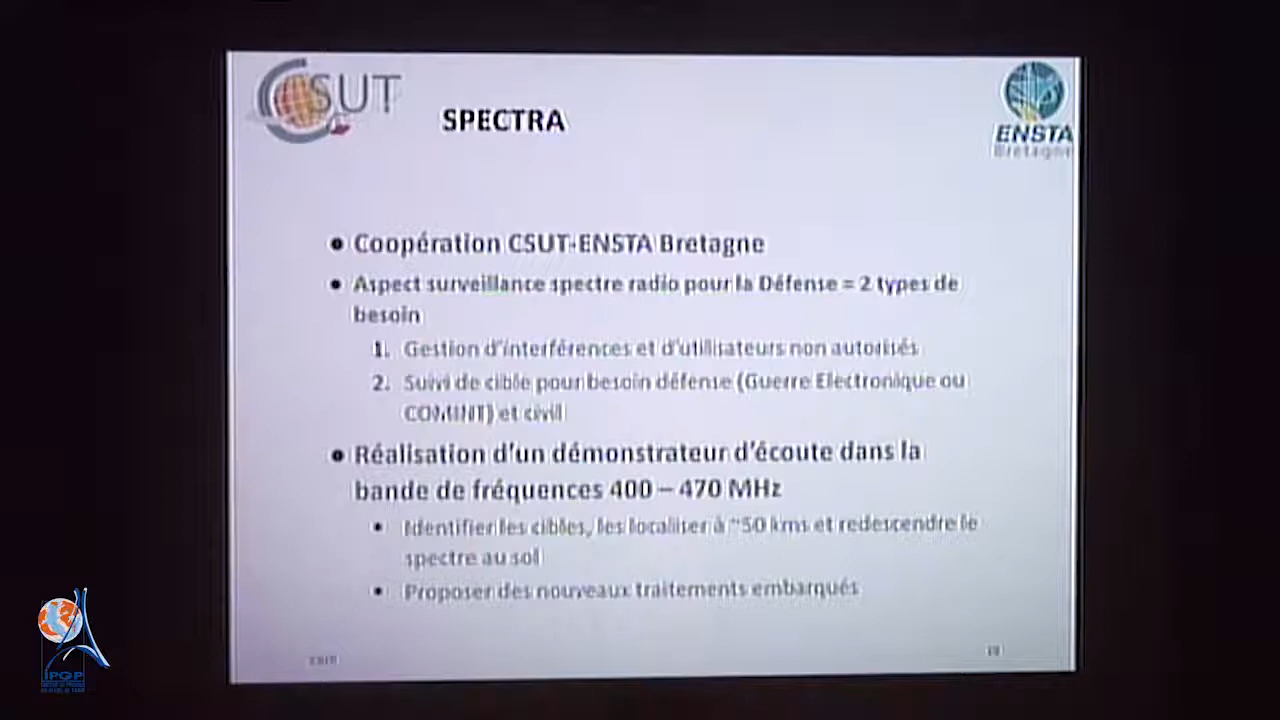 CSUT
SPECTRA
ENSTA
Bretagne
• Coopération CSUT-ENSTA Bretagne
• Aspect surveillance spectre radio pour la Défense = 2 types de
besoin
1. Gestion d'interférences et d'utilisateurs non autorisés
2. Suivi de cible pour besoin défense (Guerre Electronique ou
COMINT) et civil
• Réalisation d'un démonstrateur d'écoute dans la
bande de fréquences 400 – 470 MHz
• Identifier les cibles, les localiser à ~50 kms et redescendre le
spectre au sol
• Proposer des nouveaux traitements embarqués
IPGP